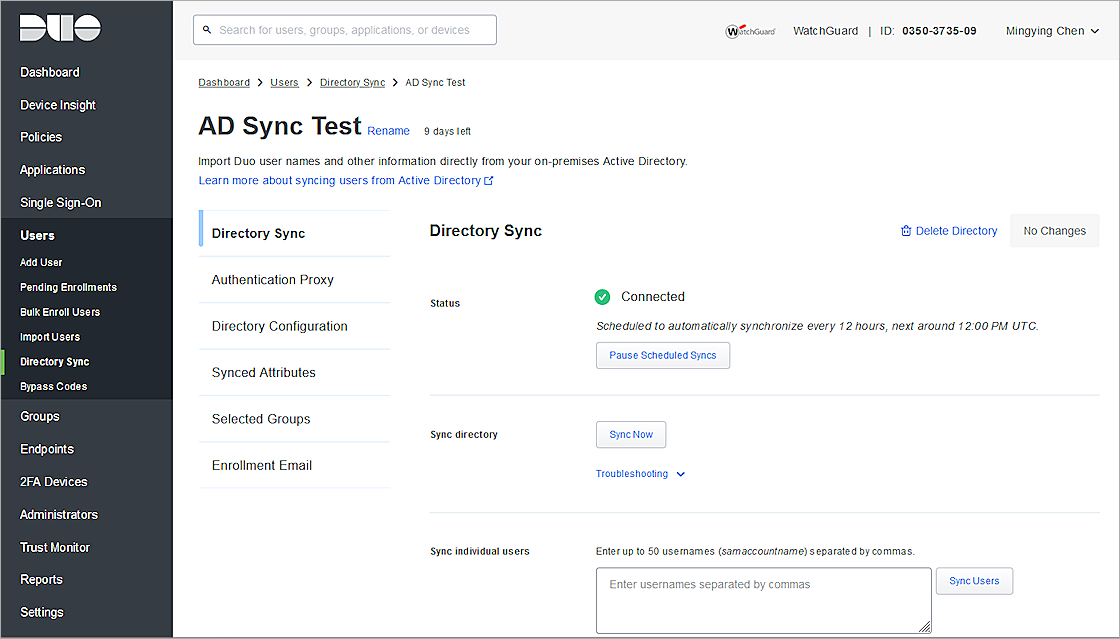 DUO
Search for users, groups, applications, or devices
WatchGuard WatchGuard | ID: 0350-3735-09 Mingying Chen
Dashboard
Device Insight
Policies
Applications
Single Sign-On
Users
Add User
Pending Enrollments
Bulk Enroll Users
Import Users
Directory Sync
Bypass Codes
Groups
Endpoints
2FA Devices
Administrators
Trust Monitor
Reports
Settings
Dashboard > Users > Directory Sync > AD Sync Test
AD Sync Test Rename 9 days left
Import Duo user names and other information directly from your on-premises Active Directory.
Learn more about syncing users from Active Directory
Directory Sync
Authentication Proxy
Directory Configuration
Synced Attributes
Selected Groups
Enrollment Email
Directory Sync Delete Directory No Changes
Status Connected
Scheduled to automatically synchronize every 12 hours, next around 12:00 PM UTC.
Pause Scheduled Syncs
Sync directory Sync Now
Troubleshooting
Sync individual users Enter up to 50 usernames (samaccountname) separated by commas.
Enter usernames separated by commas Sync Users